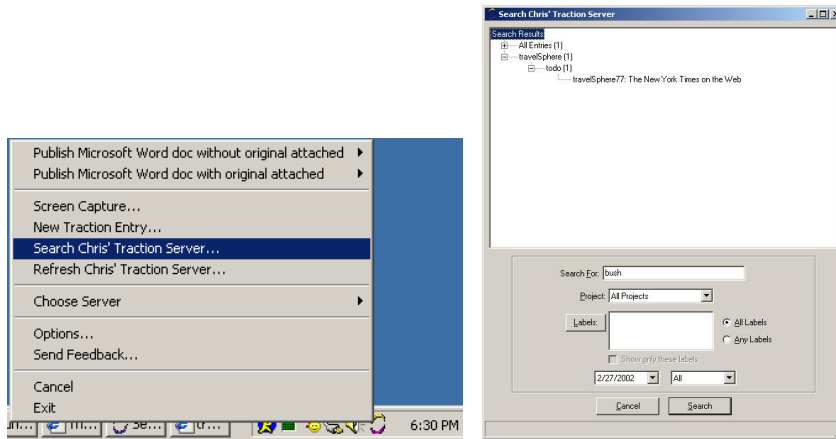 Publish Microsoft Word doc without original attached
Publish Microsoft Word doc with original attached
Screen Capture...
New Traction Entry...
Search Chris' Traction Server...
Refresh Chris' Traction Server...
Choose Server
Options...
Send Feedback...
Cancel
Exit
6:30 PM
Search Chris' Traction Server
Search Results
All Entries (1)
travelSphere (1)
todo (1)
travelSphere77: The New York Times on the Web
Search For: bush
Project: All Projects
Labels:
All Labels
Any Labels
Show only these labels
2/27/2002 All
Cancel Search